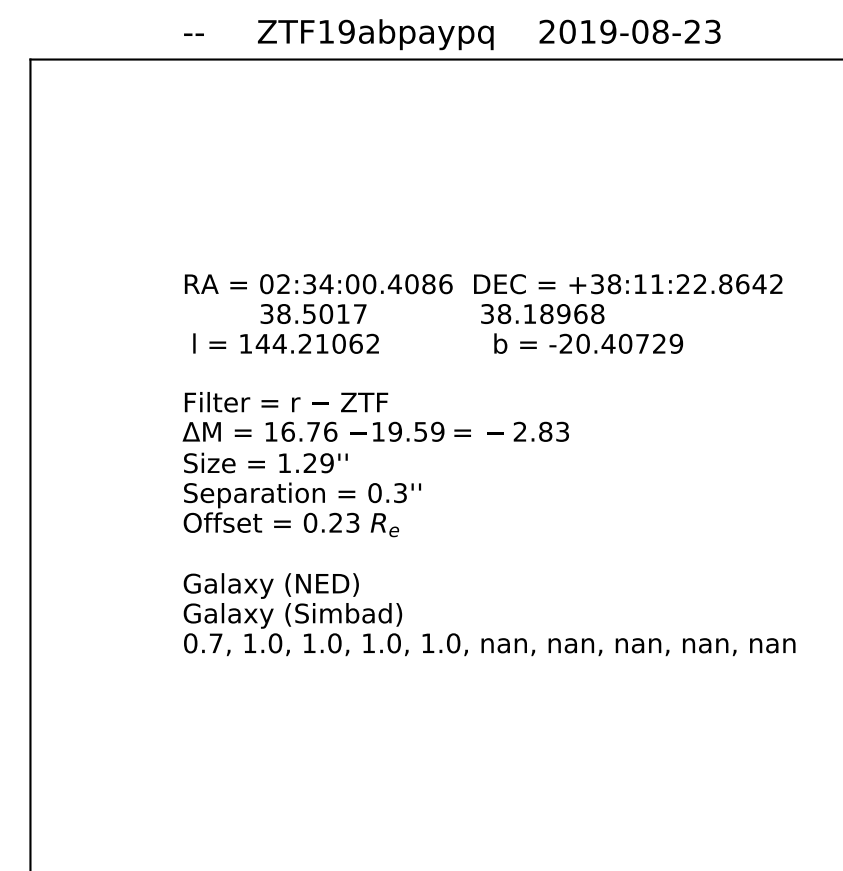 -- ZTF19abpaypq 2019-08-23
RA = 02:34:00.4086 DEC = +38:11:22.8642
38.5017 38.18968
l = 144.21062 b = -20.40729
Filter = r − ZTF
ΔM = 16.76 −19.59 = − 2.83
Size = 1.29''
Separation = 0.3''
Offset = 0.23 Rₑ
Galaxy (NED)
Galaxy (Simbad)
0.7, 1.0, 1.0, 1.0, 1.0, nan, nan, nan, nan, nan